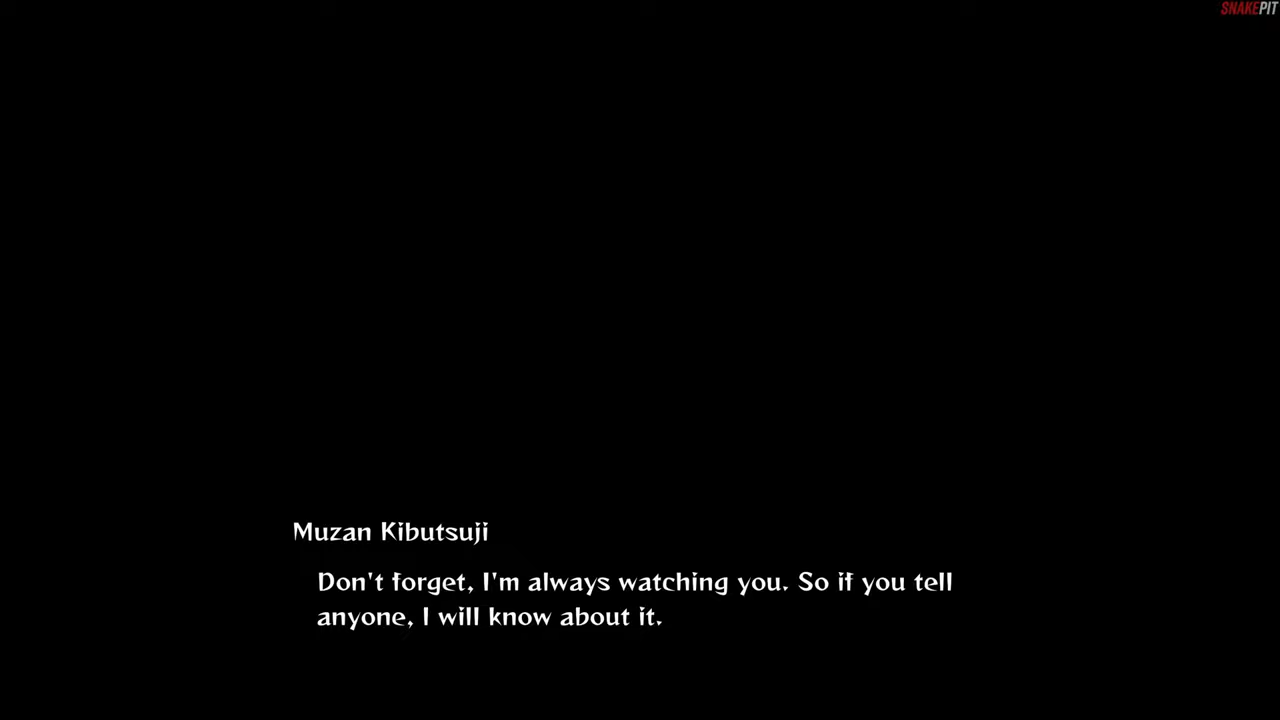 SNAKEPIT
Muzan Kibutsuji
Don't forget, I'm always watching you. So if you tell
anyone, I will know about it.